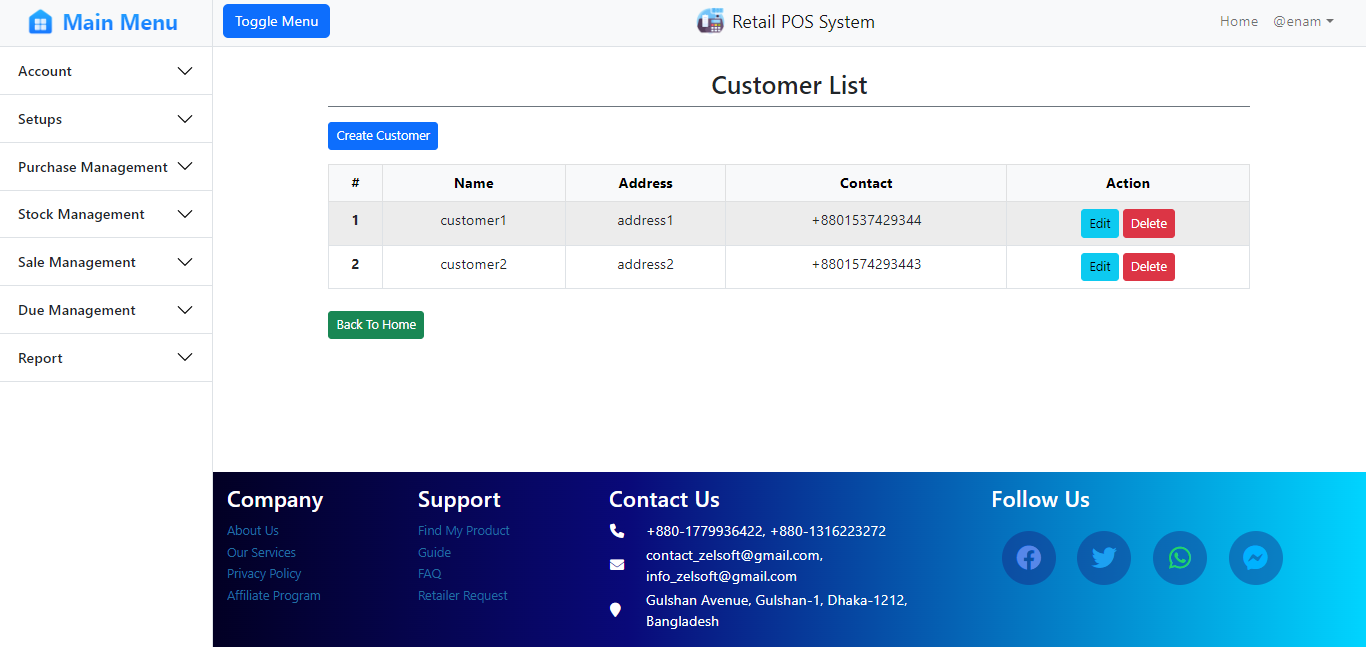 Main Menu
Toggle Menu
Retail POS System
Home @enam
Account
Setups
Purchase Management
Stock Management
Sale Management
Due Management
Report
Customer List
Create Customer
# Name Address Contact Action
1 customer1 address1 +8801537429344 Edit Delete
2 customer2 address2 +8801574293443 Edit Delete
Back To Home
Company
About Us
Our Services
Privacy Policy
Affiliate Program
Support
Find My Product
Guide
FAQ
Retailer Request
Contact Us
+880-1779936422, +880-1316223272
contact_zelsoft@gmail.com,
info_zelsoft@gmail.com
Gulshan Avenue, Gulshan-1, Dhaka-1212,
Bangladesh
Follow Us